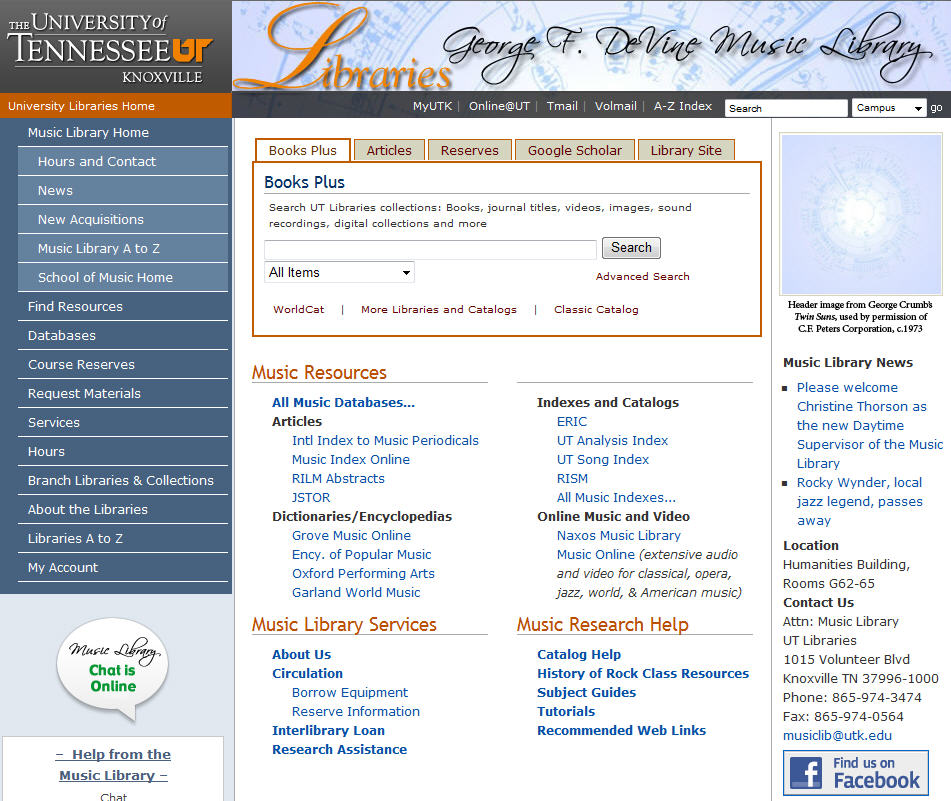 THE UNIVERSITY of
TENNESSEE UT
KNOXVILLE
Libraries
George F. DeVine Music Library
University Libraries Home
MyUTK | Online@UT | Tmail | Volmail | A-Z Index
Search
Campus
go
Music Library Home
Hours and Contact
News
New Acquisitions
Music Library A to Z
School of Music Home
Find Resources
Databases
Course Reserves
Request Materials
Services
Hours
Branch Libraries & Collections
About the Libraries
Libraries A to Z
My Account
Music Library
Chat is
Online
– Help from the
Music Library –
Chat
Books Plus
Articles
Reserves
Google Scholar
Library Site
Books Plus
Search UT Libraries collections: Books, journal titles, videos, images, sound
recordings, digital collections and more
Search
All Items
Advanced Search
WorldCat | More Libraries and Catalogs | Classic Catalog
Music Resources
All Music Databases...
Articles
Intl Index to Music Periodicals
Music Index Online
RILM Abstracts
JSTOR
Dictionaries/Encyclopedias
Grove Music Online
Ency. of Popular Music
Oxford Performing Arts
Garland World Music
Indexes and Catalogs
ERIC
UT Analysis Index
UT Song Index
RISM
All Music Indexes...
Online Music and Video
Naxos Music Library
Music Online (extensive audio
and video for classical, opera,
jazz, world, & American music)
Music Library Services
About Us
Circulation
Borrow Equipment
Reserve Information
Interlibrary Loan
Research Assistance
Music Research Help
Catalog Help
History of Rock Class Resources
Subject Guides
Tutorials
Recommended Web Links
Header image from George Crumb's
Twin Suns, used by permission of
C.F. Peters Corporation, c.1973
Music Library News
Please welcome
Christine Thorson as
the new Daytime
Supervisor of the Music
Library
Rocky Wynder, local
jazz legend, passes
away
Location
Humanities Building,
Rooms G62-65
Contact Us
Attn: Music Library
UT Libraries
1015 Volunteer Blvd
Knoxville TN 37996-1000
Phone: 865-974-3474
Fax: 865-974-0564
musiclib@utk.edu
f
Find us on
Facebook